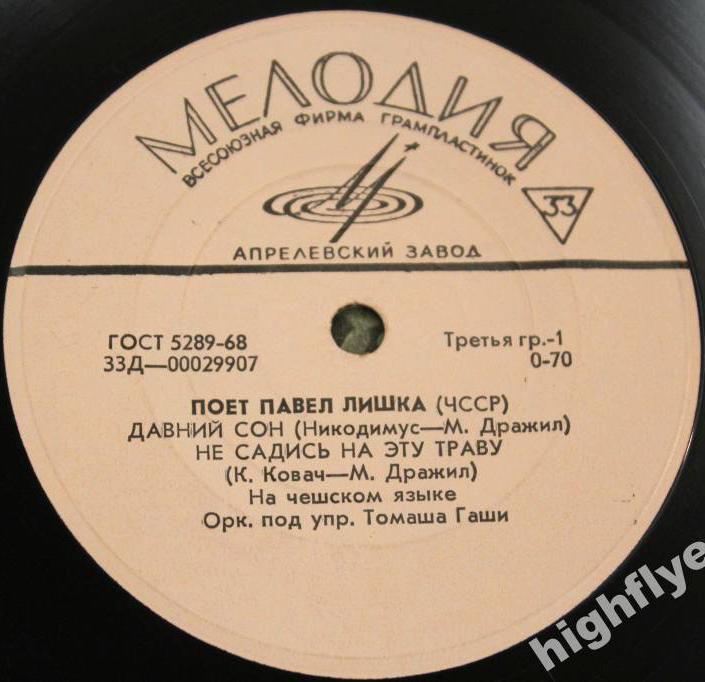 МЕЛОДИЯ
ВСЕСОЮЗНАЯ ФИРМА ГРАМПЛАСТИНОК
33
АПРЕЛЕВСКИЙ ЗАВОД
ГОСТ 5289-68
Третья гр.-1
33Д—00029907
0-70
ПОЕТ ПАВЕЛ ЛИШКА (ЧССР)
ДАВНИЙ СОН (Никодимус—М. Дражил)
НЕ САДИСЬ НА ЭТУ ТРАВУ
(К. Ковач—М. Дражил)
На чешском языке
Орк. под упр. Томаша Гаши
highflye